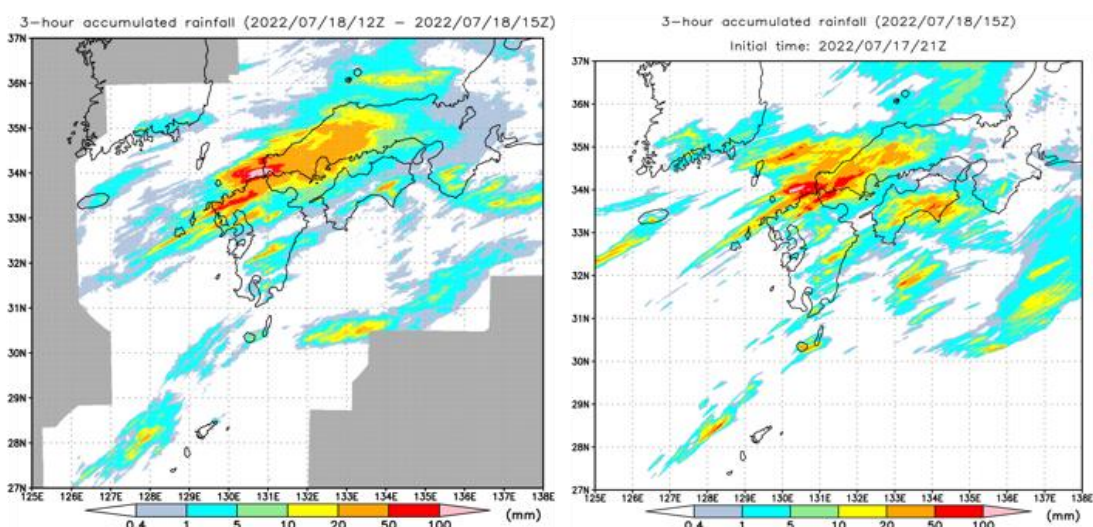 3-hour accumulated rainfall (2022/07/18/12Z – 2022/07/18/15Z)
37N
36N
35N
34N
33N
32N
31N
30N
29N
28N
27N
125E 126E 127E 128E 129E 130E 131E 132E 133E 134E 135E 136E 137E 138E
0.4 1 5 10 20 50 100 (mm)
3-hour accumulated rainfall (2022/07/18/15Z)
Initial time: 2022/07/17/21Z
37N
36N
35N
34N
33N
32N
31N
30N
29N
28N
27N
125E 126E 127E 128E 129E 130E 131E 132E 133E 134E 135E 136E 137E 138E
0.4 1 5 10 20 50 100 (mm)